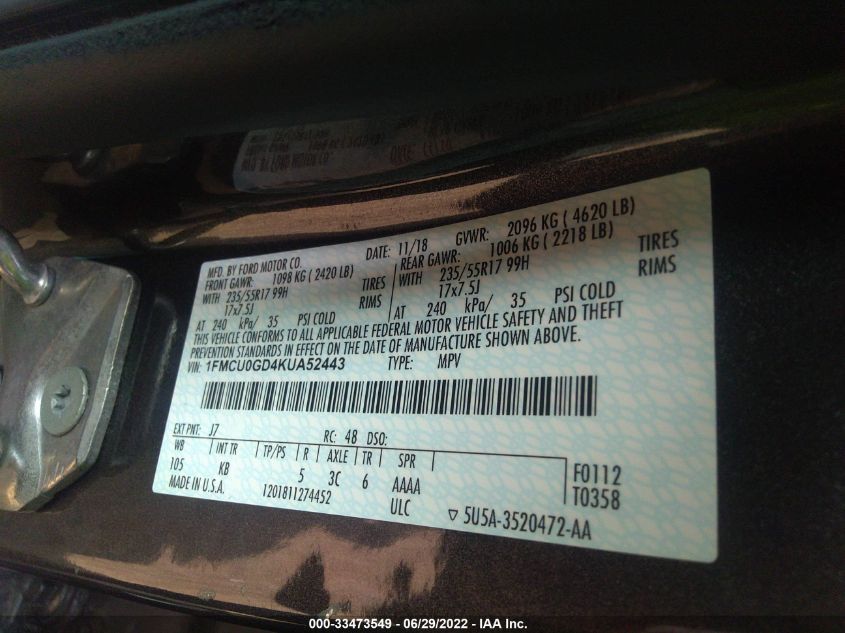 MFD. BY FORD MOTOR CO.
DATE: 11/18 GVWR: 2096 KG ( 4620 LB)
FRONT GAWR: 1098 KG ( 2420 LB)
REAR GAWR: 1006 KG ( 2218 LB)
WITH 235/55R17 99H TIRES
WITH 235/55R17 99H TIRES
17x7.5J RIMS
17x7.5J RIMS
AT 240 kPa/ 35 PSI COLD
AT 240 kPa/ 35 PSI COLD
THIS VEHICLE CONFORMS TO ALL APPLICABLE FEDERAL MOTOR VEHICLE SAFETY AND THEFT
PREVENTION STANDARDS IN EFFECT ON THE DATE OF MANUFACTURE SHOWN ABOVE.
VIN: 1FMCU0GD4KUA52443 TYPE: MPV
EXT PNT: J7 RC: 48 DSO:
WB INT TR TP/PS R AXLE TR SPR
105 KB 5 3C 6 AAAA
F0112
T0358
MADE IN U.S.A. 1201811274452 ULC ▽ 5U5A-3520472-AA
000-33473549 - 06/29/2022 - IAA Inc.